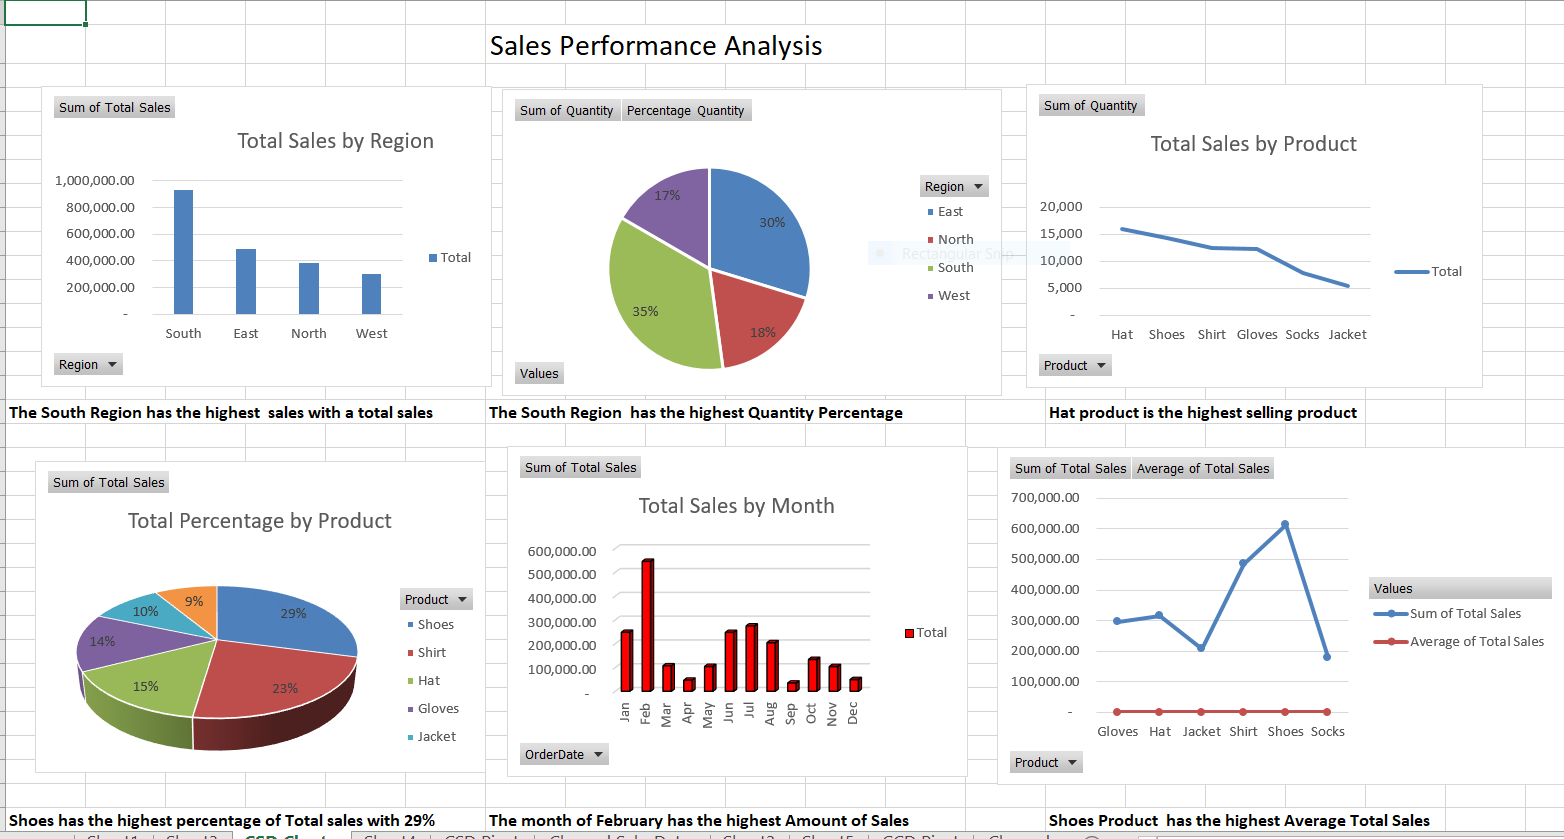 Sales Performance Analysis
Sum of Total Sales
Total Sales by Region
1,000,000.00
800,000.00
600,000.00
400,000.00
200,000.00
-
South East North West
Total
Region
The South Region has the highest sales with a total sales
Sum of Quantity Percentage Quantity
17%
30%
35%
18%
Region
East
North
Rectangular Snip
South
West
Values
The South Region has the highest Quantity Percentage
Sum of Quantity
Total Sales by Product
20,000
15,000
10,000
5,000
-
Hat Shoes Shirt Gloves Socks Jacket
Total
Product
Hat product is the highest selling product
Sum of Total Sales
Total Percentage by Product
9%
10%
29%
14%
15%
23%
Product
Shoes
Shirt
Hat
Gloves
Jacket
Shoes has the highest percentage of Total sales with 29%
Sum of Total Sales
Total Sales by Month
600,000.00
500,000.00
400,000.00
300,000.00
200,000.00
100,000.00
-
Jan Feb Mar Apr May Jun Jul Aug Sep Oct Nov Dec
Total
OrderDate
The month of February has the highest Amount of Sales
Sum of Total Sales Average of Total Sales
700,000.00
600,000.00
500,000.00
400,000.00
300,000.00
200,000.00
100,000.00
-
Gloves Hat Jacket Shirt Shoes Socks
Values
Sum of Total Sales
Average of Total Sales
Product
Shoes Product has the highest Average Total Sales